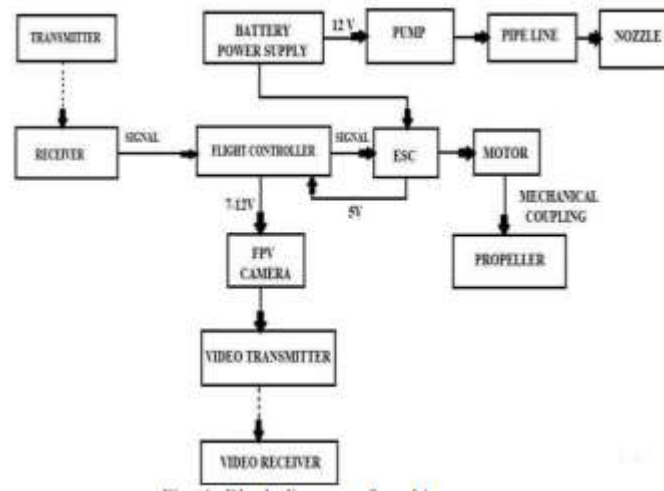 TRANSMITTER
BATTERY
POWER SUPPLY
12 V
PUMP
PIPE LINE
NOZZLE
RECEIVER
SIGNAL
FLIGHT CONTROLLER
SIGNAL
ESC
MOTOR
7-12V
5V
MECHANICAL
COUPLING
FPV
CAMERA
PROPELLER
VIDEO TRANSMITTER
VIDEO RECEIVER